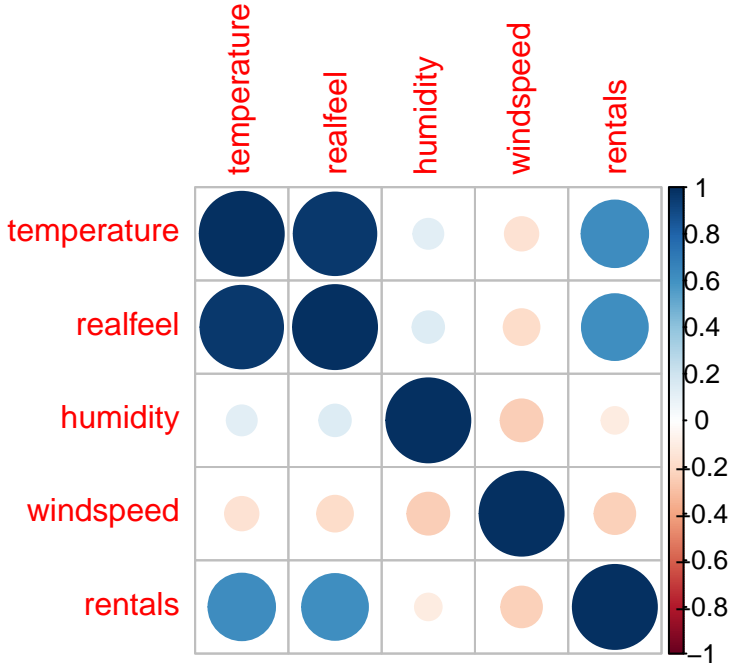 temperature
realfeel
humidity
windspeed
rentals
temperature
realfeel
humidity
windspeed
rentals
1
0.8
0.6
0.4
0.2
0
−0.2
−0.4
−0.6
−0.8
−1